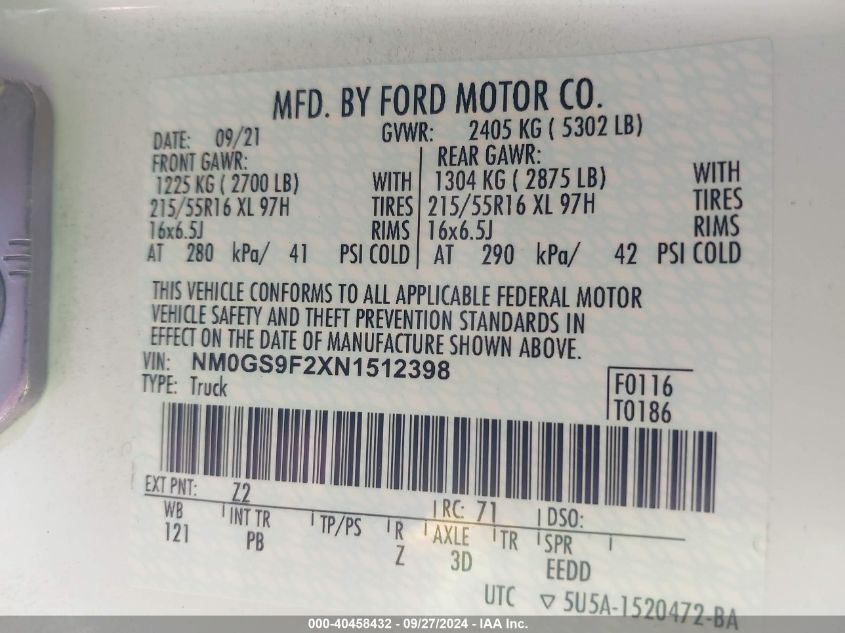 MFD. BY FORD MOTOR CO.
DATE: 09/21 GVWR: 2405 KG ( 5302 LB)
FRONT GAWR: REAR GAWR:
1225 KG ( 2700 LB) WITH 1304 KG ( 2875 LB) WITH
215/55R16 XL 97H TIRES 215/55R16 XL 97H TIRES
16x6.5J RIMS 16x6.5J RIMS
AT 280 kPa/ 41 PSI COLD AT 290 kPa/ 42 PSI COLD
THIS VEHICLE CONFORMS TO ALL APPLICABLE FEDERAL MOTOR
VEHICLE SAFETY AND THEFT PREVENTION STANDARDS IN
EFFECT ON THE DATE OF MANUFACTURE SHOWN ABOVE.
VIN: NM0GS9F2XN1512398
TYPE: Truck
F0116
T0186
EXT PNT: Z2 RC: 71 DSO:
WB INT TR TP/PS R AXLE TR SPR
121 PB Z 3D EEDD
UTC ▽ 5U5A-1520472-BA
000-40458432 - 09/27/2024 - IAA Inc.